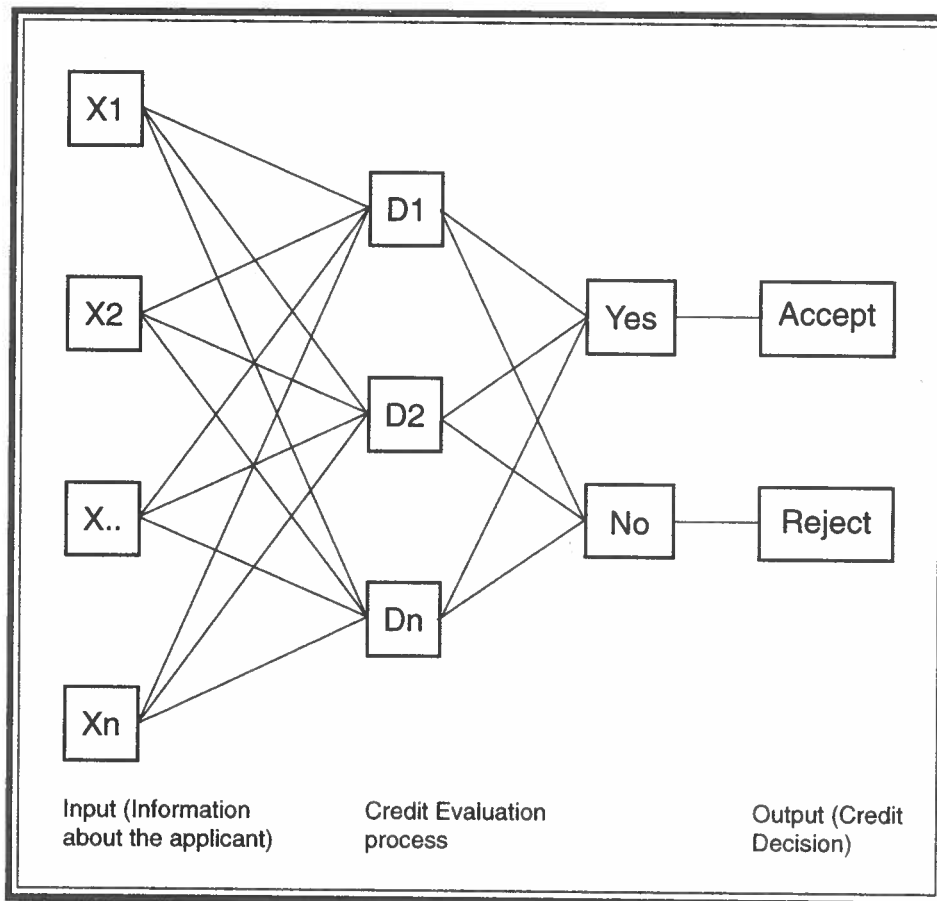 X1
X2
X..
Xn
D1
D2
Dn
Yes
No
Accept
Reject
Input (Information
about the applicant)
Credit Evaluation
process
Output (Credit
Decision)